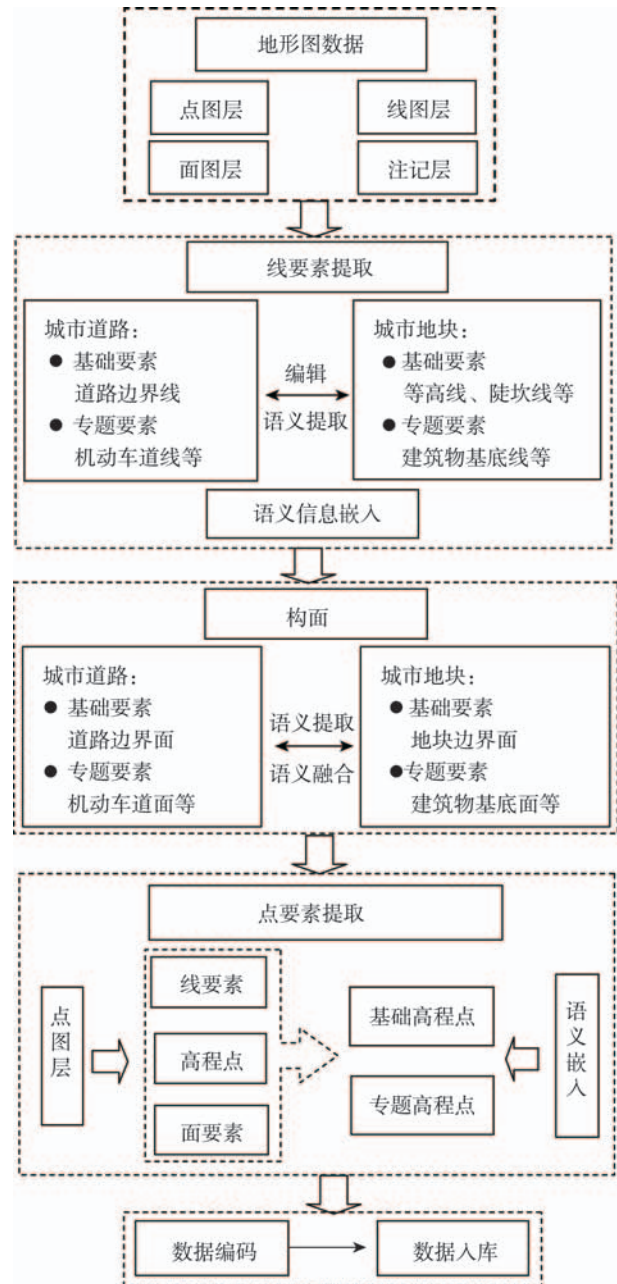 地形图数据
点图层
线图层
面图层
注记层
线要素提取
城市道路：
● 基础要素
道路边界线
● 专题要素
机动车道线等
编辑
语义提取
城市地块：
● 基础要素
等高线、陡坎线等
● 专题要素
建筑物基底线等
语义信息嵌入
构面
城市道路：
● 基础要素
道路边界面
● 专题要素
机动车道面等
语义提取
语义融合
城市地块：
● 基础要素
地块边界面
●专题要素
建筑物基底面等
点要素提取
点图层
线要素
高程点
面要素
基础高程点
专题高程点
语义嵌入
数据编码
数据入库